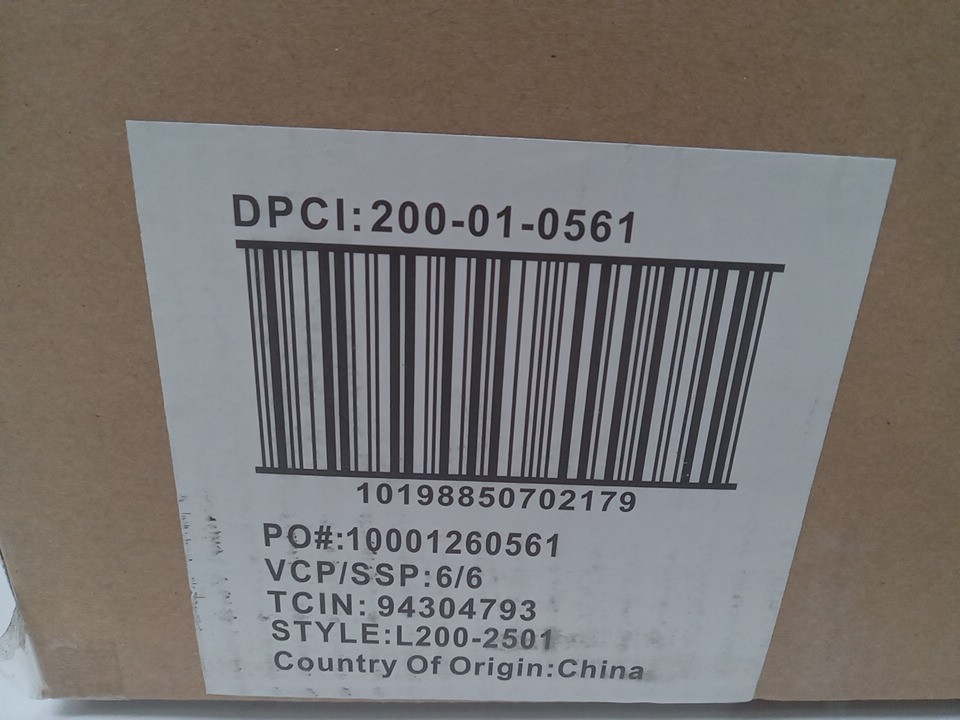 DPCI:200-01-0561
10198850702179
PO#:10001260561
VCP/SSP:6/6
TCIN: 94304793
STYLE:L200-2501
Country Of Origin:China